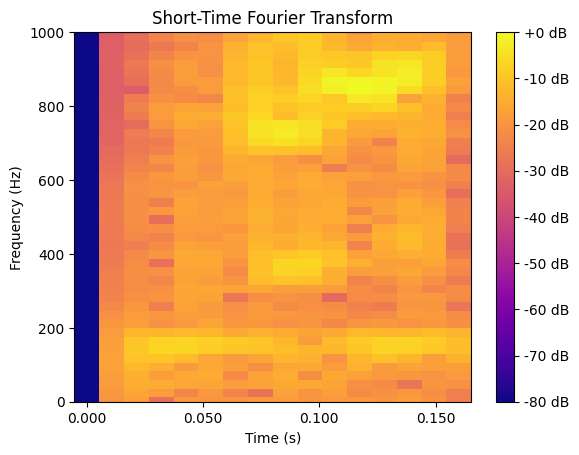 Short-Time Fourier Transform
1000
800
600
400
200
0
Frequency (Hz)
0.000
0.050
0.100
0.150
Time (s)
+0 dB
-10 dB
-20 dB
-30 dB
-40 dB
-50 dB
-60 dB
-70 dB
-80 dB